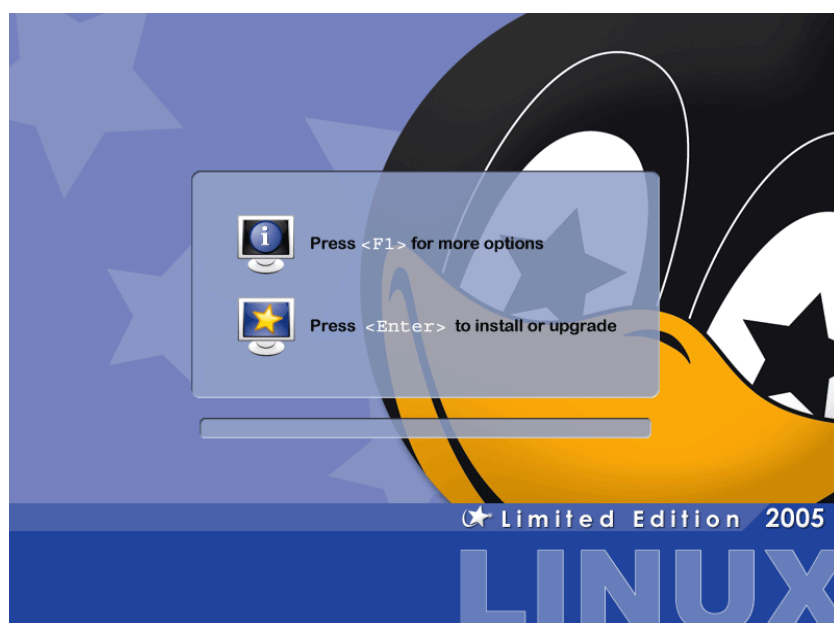 Press <F1> for more options
Press <Enter> to install or upgrade
Limited Edition 2005
LINUX